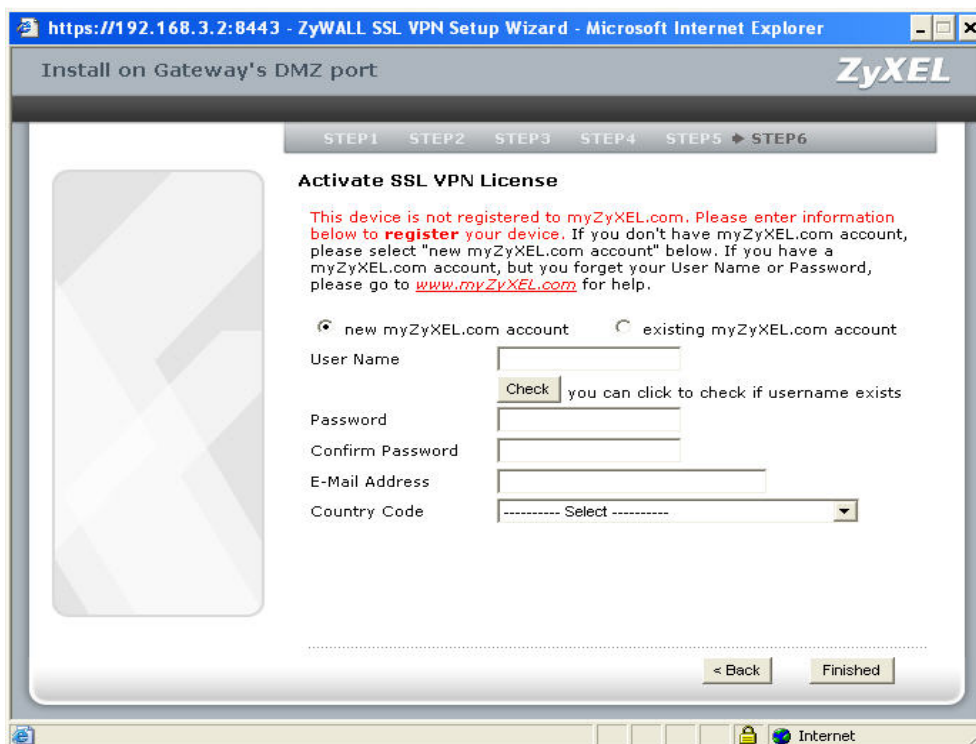 https://192.168.3.2:8443 - ZyWALL SSL VPN Setup Wizard - Microsoft Internet Explorer
Install on Gateway's DMZ port
ZyXEL
STEP1 STEP2 STEP3 STEP4 STEP5 STEP6
Activate SSL VPN License
This device is not registered to myZyXEL.com. Please enter information
below to register your device. If you don't have myZyXEL.com account,
please select "new myZyXEL.com account" below. If you have a
myZyXEL.com account, but you forget your User Name or Password,
please go to www.myZyXEL.com for help.
new myZyXEL.com account existing myZyXEL.com account
User Name
Check you can click to check if username exists
Password
Confirm Password
E-Mail Address
Country Code ---------- Select ----------
< Back Finished
Internet